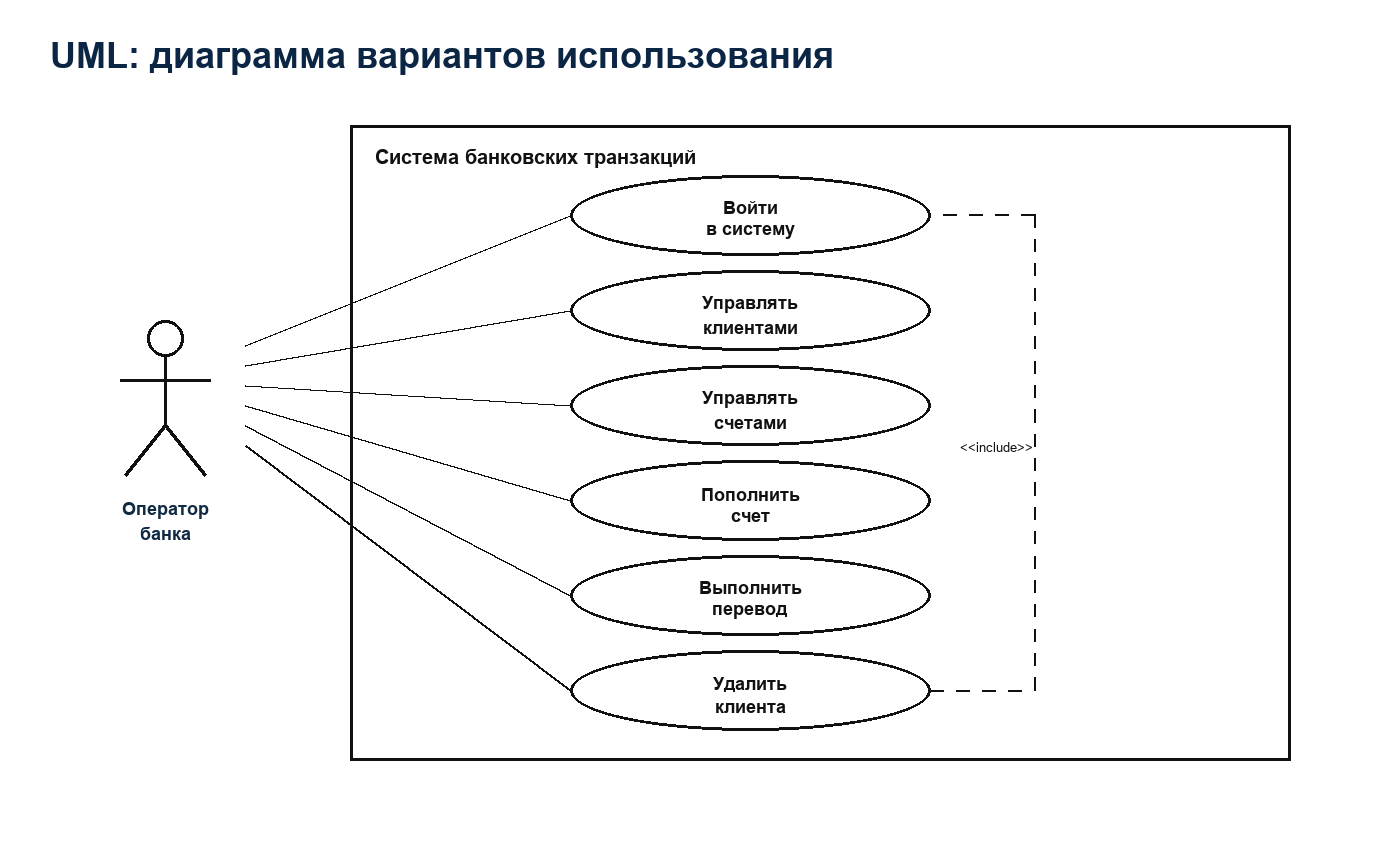 UML: диаграмма вариантов использования
Система банковских транзакций
Войти
в систему
Управлять
клиентами
Управлять
счетами
<<include>>
Пополнить
счет
Оператор
банка
Выполнить
перевод
Удалить
клиента